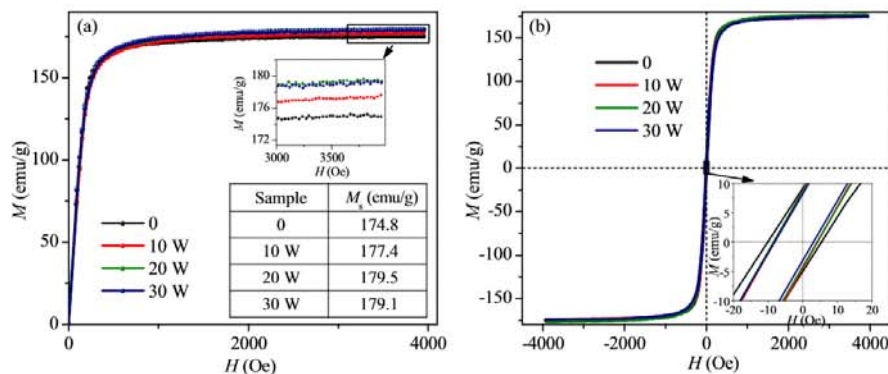 (a)
M (emu/g)
150
100
50
0
0
2000
4000
H (Oe)
M (emu/g)
180
176
172
3000
3500
H (Oe)
0
10 W
20 W
30 W
Sample Ms (emu/g)
0 174.8
10 W 177.4
20 W 179.5
30 W 179.1
(b)
M (emu/g)
150
100
50
0
-50
-100
-150
-4000
-2000
0
2000
4000
H (Oe)
0
10 W
20 W
30 W
M (emu/g)
10
5
0
-5
-10
-20
-10
0
10
20
H (Oe)